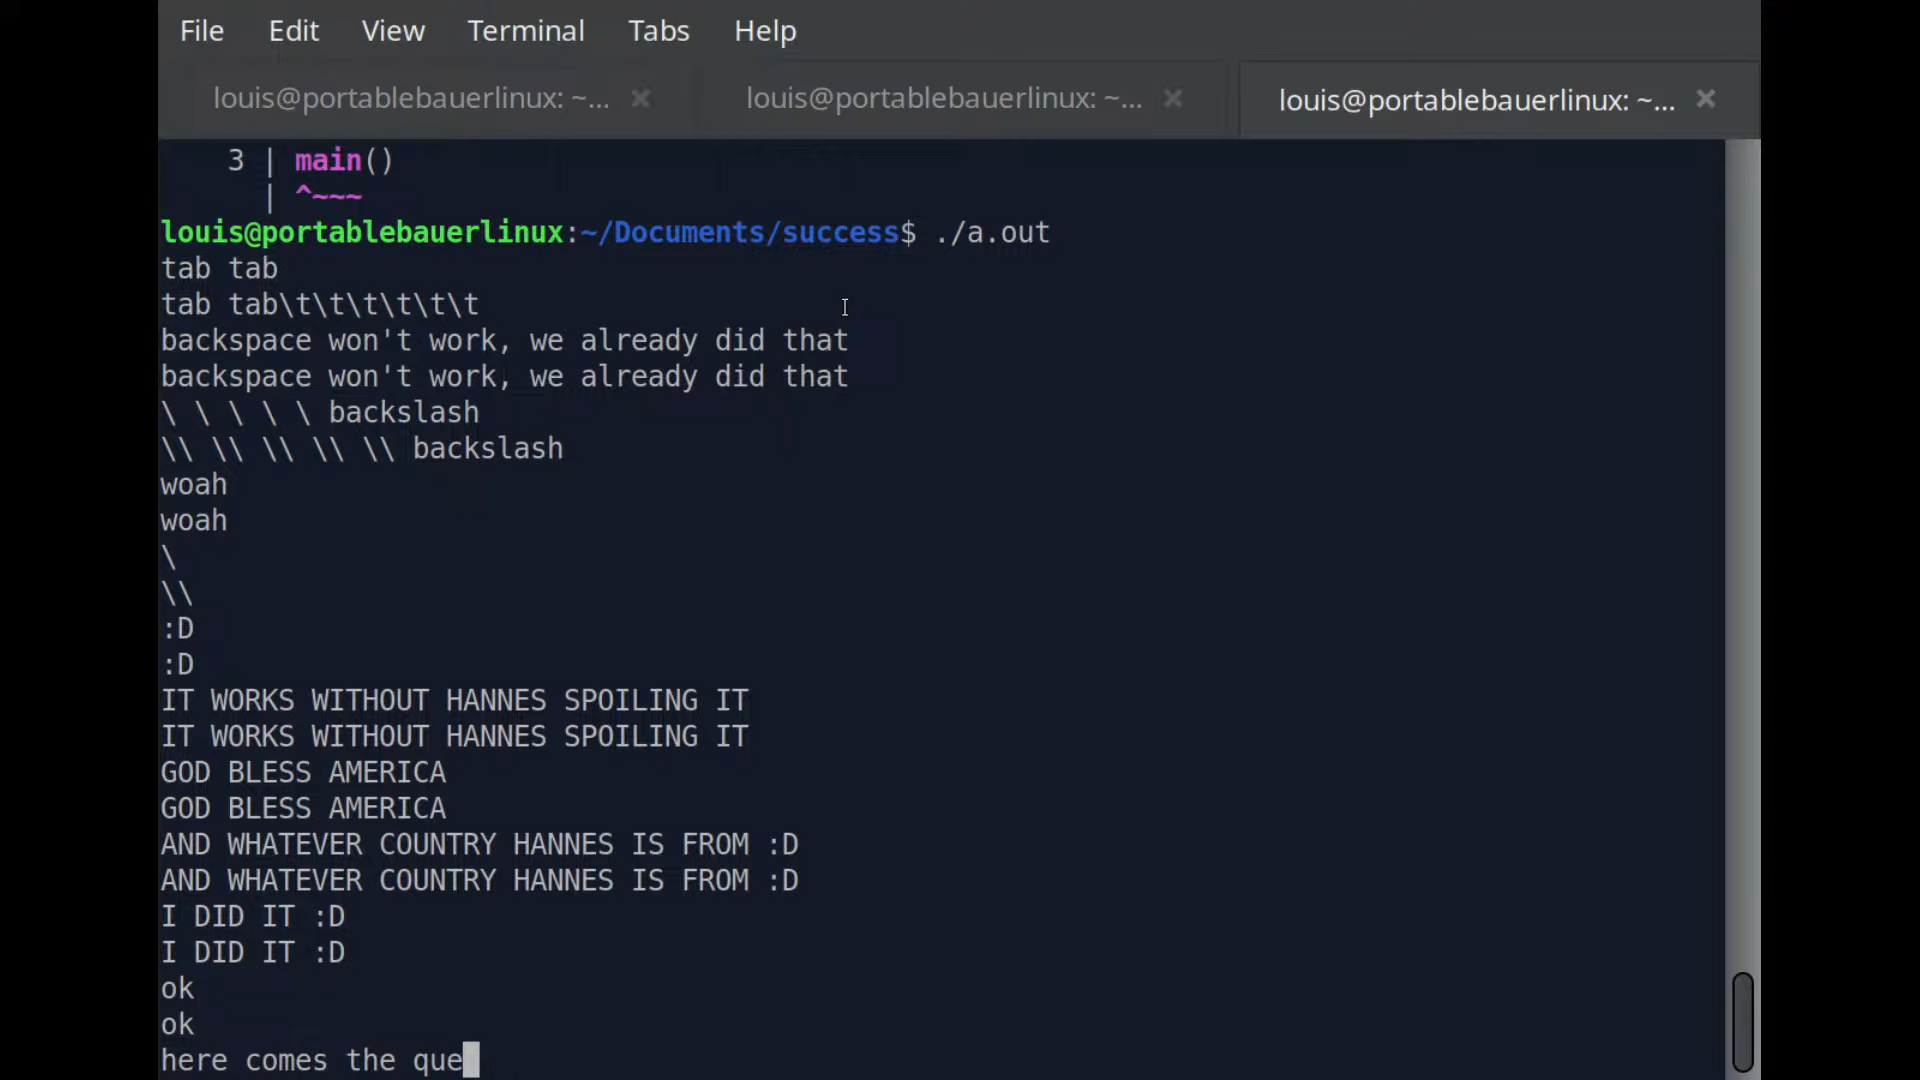 File Edit View Terminal Tabs Help
louis@portablebauerlinux: ~... louis@portablebauerlinux: ~... louis@portablebauerlinux: ~...
3 | main()
| ^~~~
louis@portablebauerlinux:~/Documents/success$ ./a.out
tab tab
tab tab\t\t\t\t\t\t
backspace won't work, we already did that
backspace won't work, we already did that
\ \ \ \ \ backslash
\\ \\ \\ \\ \\ backslash
woah
woah
\
\\
:D
:D
IT WORKS WITHOUT HANNES SPOILING IT
IT WORKS WITHOUT HANNES SPOILING IT
GOD BLESS AMERICA
GOD BLESS AMERICA
AND WHATEVER COUNTRY HANNES IS FROM :D
AND WHATEVER COUNTRY HANNES IS FROM :D
I DID IT :D
I DID IT :D
ok
ok
here comes the que